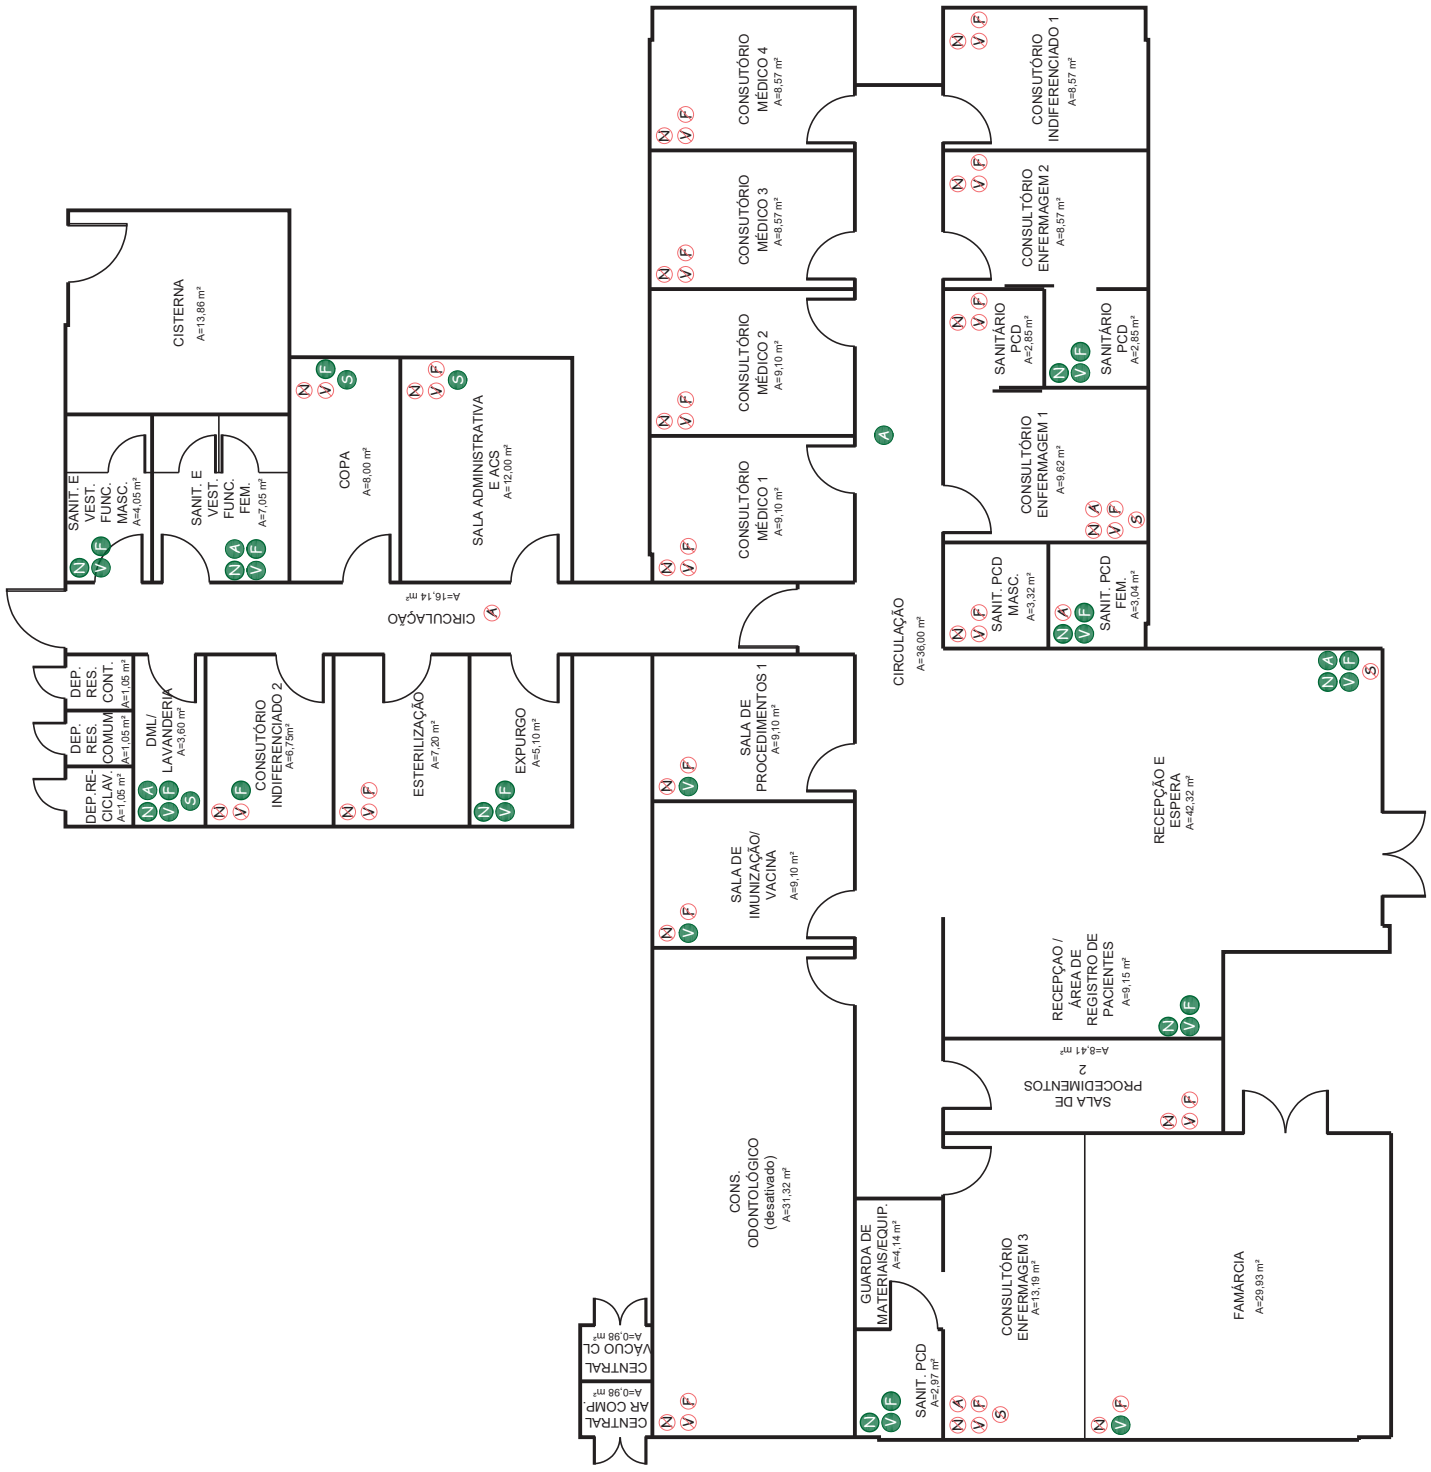 CISTERNA
A=13,86 m²
SANIT. E
VEST.
FUNC.
MASC.
A=4,05 m²
N
V F
SANIT. E
VEST.
FUNC.
FEM.
A=7,05 m²
N A
V F
COPA
A=8,00 m²
N
V F
S
SALA ADMINISTRATIVA
E ACS
A=12,00 m²
N
V F
S
CIRCULAÇÃO
A=16,14 m²
A
DEP.
RES.
CONT.
A=1,05 m²
DEP.
RES.
COMUM
A=1,05 m²
DEP.RE-
CICLAV.
A=1,05 m²
DML/
LAVANDERIA
A=3,60 m²
N A
V F
S
CONSUTÓRIO
INDIFERENCIADO 2
A=6,75m²
N
V F
ESTERILIZAÇÃO
A=7,20 m²
N
V F
EXPURGO
A=5,10 m²
N
V F
CONSUTÓRIO
MÉDICO 4
A=8,57 m²
N
V F
CONSUTÓRIO
MÉDICO 3
A=8,57 m²
N
V F
CONSULTÓRIO
MÉDICO 2
A=9,10 m²
N
V F
CONSULTÓRIO
MÉDICO 1
A=9,10 m²
N
V F
SALA DE
PROCEDIMENTOS 1
A=9,10 m²
N
V F
SALA DE
IMUNIZAÇÃO/
VACINA
A=9,10 m²
N
V F
CONS.
ODONTOLÓGICO
(desativado)
A=31,32 m²
N
V F
CENTRAL
VÁCUO CL
A=0,98 m²
CENTRAL
AR COMP.
A=0,98 m²
CIRCULAÇÃO
A=36,00 m²
A
GUARDA DE
MATERIAIS/EQUIP.
A=4,14 m²
SANIT. PCD
A=2,97 m²
N
V F
CONSUTÓRIO
INDIFERENCIADO 1
A=8,57 m²
N
V F
CONSULTÓRIO
ENFERMAGEM 2
A=8,57 m²
N
V F
SANITÁRIO
PCD
A=2,85 m²
N
V F
SANITÁRIO
PCD
A=2,85 m²
N
V F
CONSULTÓRIO
ENFERMAGEM 1
A=9,62 m²
N A
V F
S
SANIT. PCD
MASC.
A=3,32 m²
N
V F
SANIT. PCD
FEM.
A=3,04 m²
N A
V F
RECEPÇÃO E
ESPERA
A=42,32 m²
N A
V F
S
RECEPÇAO /
ÁREA DE
REGISTRO DE
PACIENTES
A=9,15 m²
N
V F
SALA DE
PROCEDIMENTOS
2
A=8,41 m²
N
V F
CONSULTÓRIO
ENFERMAGEM 3
A=13,19 m²
N A
V F
S
FAMÁRCIA
A=29,93 m²
N
V F